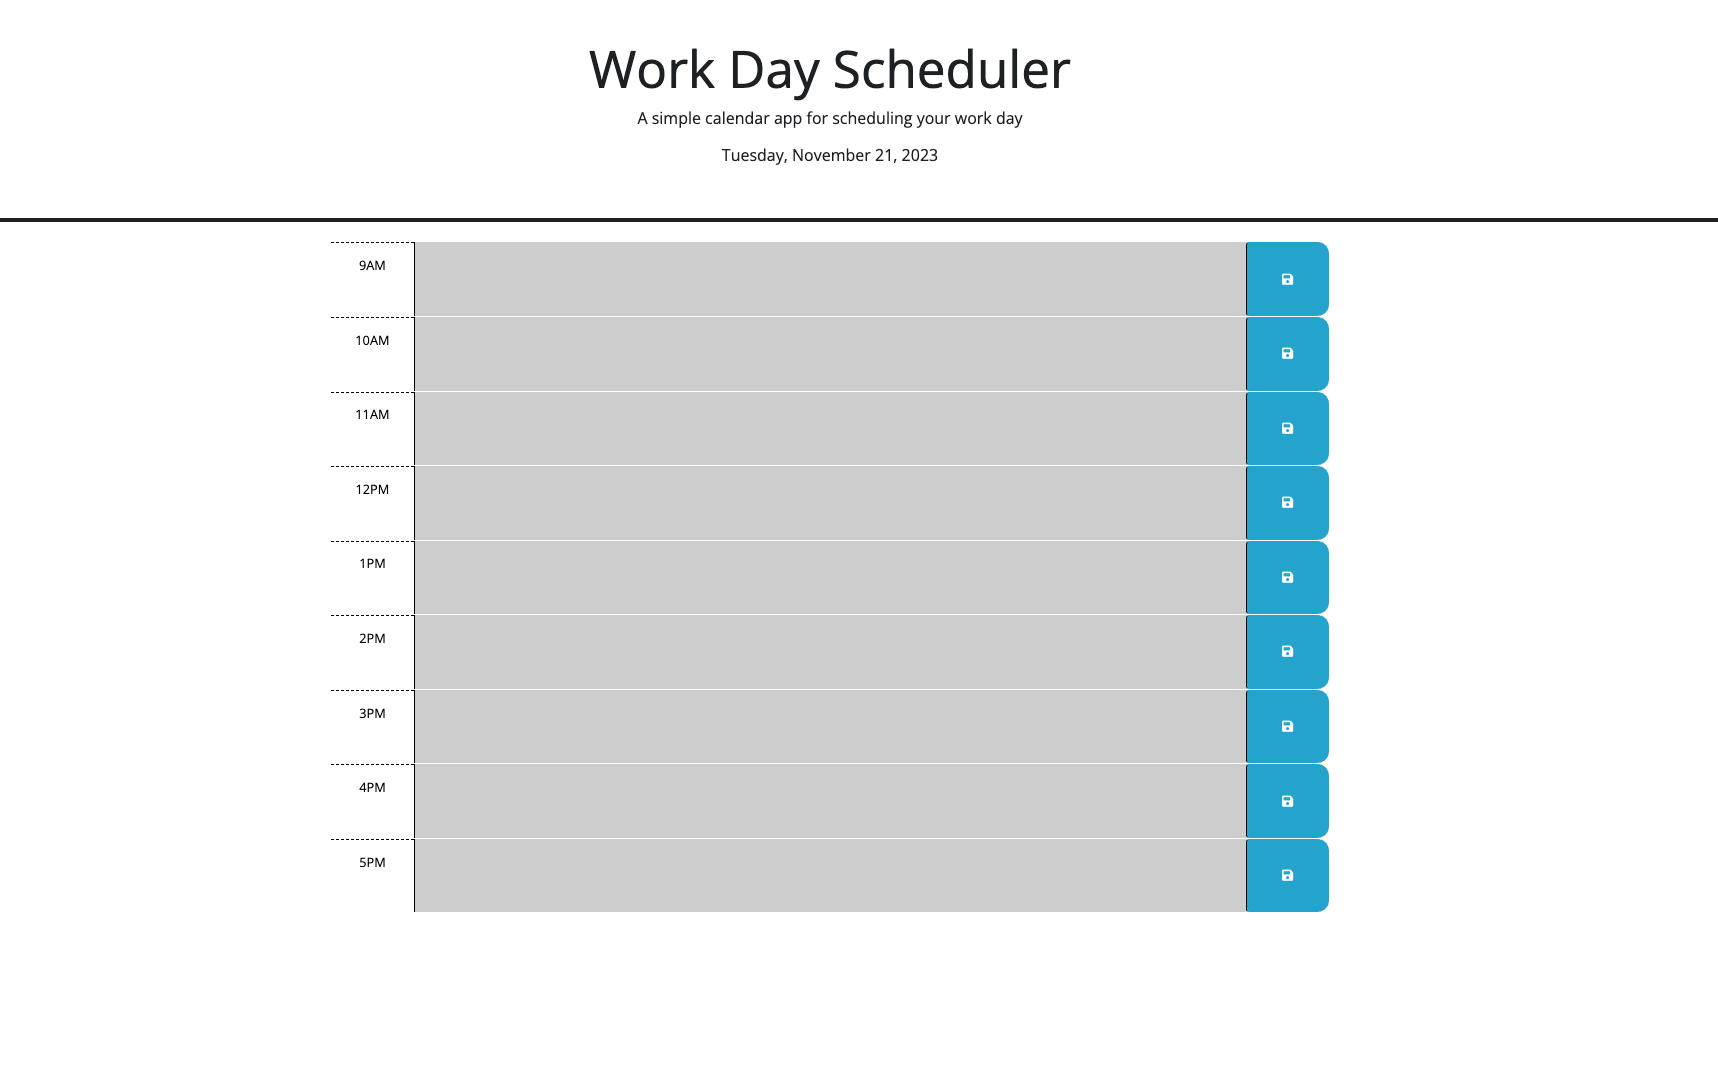 Work Day Scheduler
A simple calendar app for scheduling your work day
Tuesday, November 21, 2023
9AM
10AM
11AM
12PM
1PM
2PM
3PM
4PM
5PM